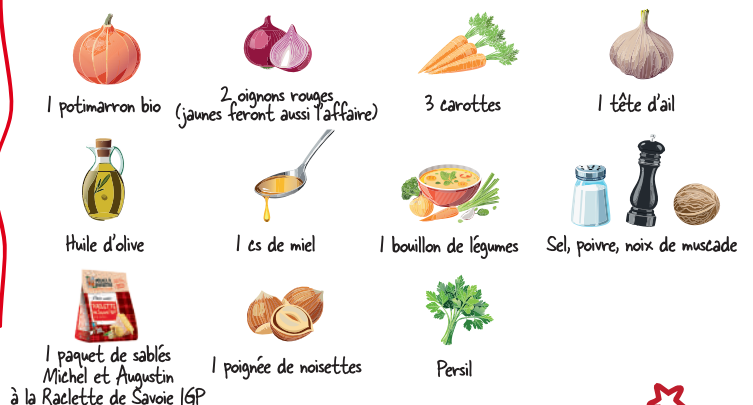 1 potimarron bio
2 oignons rouges
(jaunes feront aussi l'affaire)
3 carottes
1 tête d'ail
Huile d'olive
1 cs de miel
1 bouillon de légumes
Sel, poivre, noix de muscade
1 paquet de sablés
Michel et Augustin
à la Raclette de Savoie IGP
1 poignée de noisettes
Persil